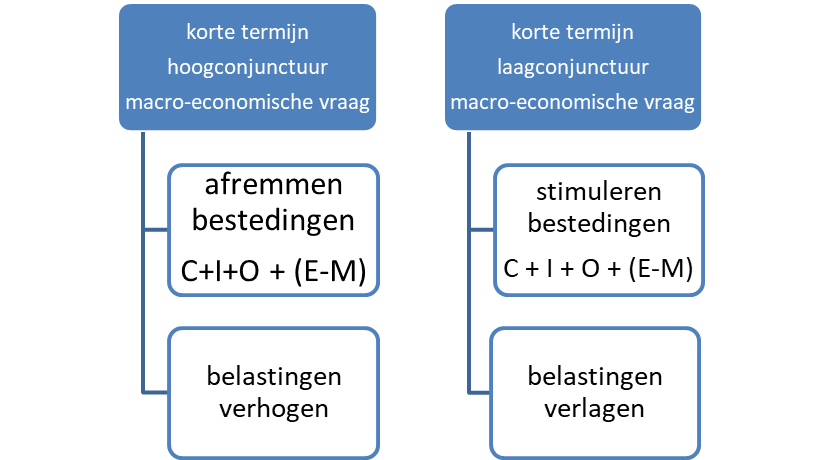 korte termijn
hoogconjunctuur
macro-economische vraag
afremmen
bestedingen
C+I+O + (E-M)
belastingen
verhogen
korte termijn
laagconjunctuur
macro-economische vraag
stimuleren
bestedingen
C + I + O + (E-M)
belastingen
verlagen